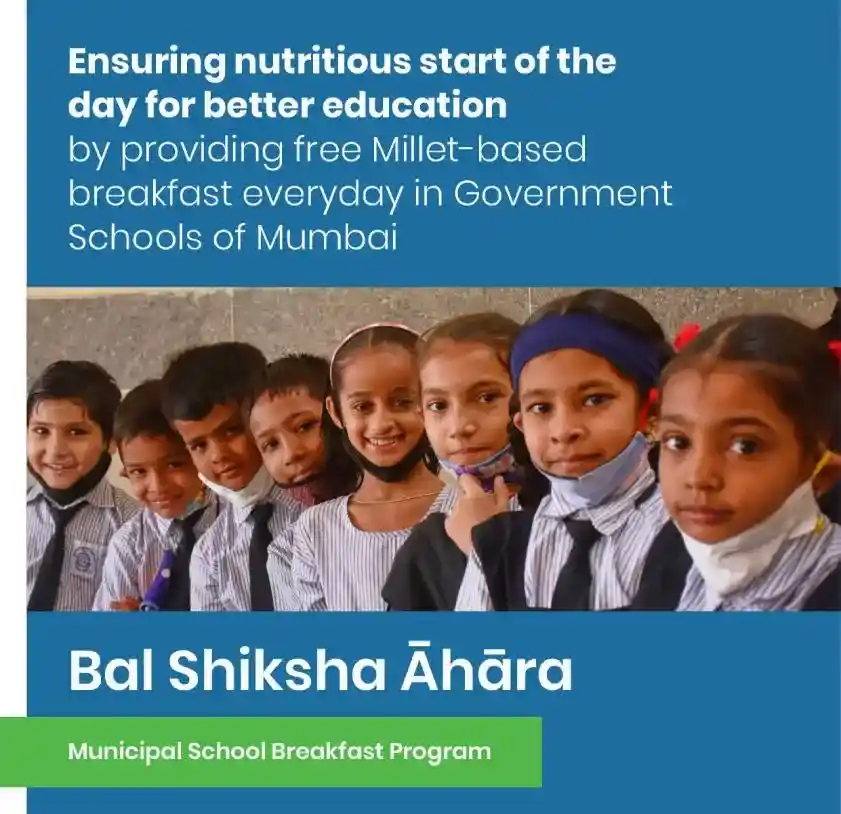 Ensuring nutritious start of the
day for better education
by providing free Millet-based
breakfast everyday in Government
Schools of Mumbai
Bal Shiksha Āhāra
Municipal School Breakfast Program